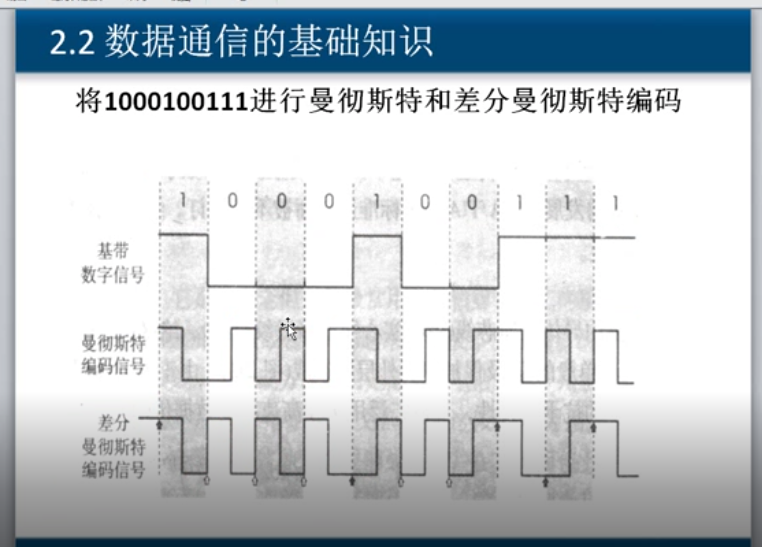 2.2 数据通信的基础知识
将1000100111进行曼彻斯特和差分曼彻斯特编码
1 0 0 0 1 0 0 1 1 1
基带
数字信号
曼彻斯特
编码信号
差分
曼彻斯特
编码信号